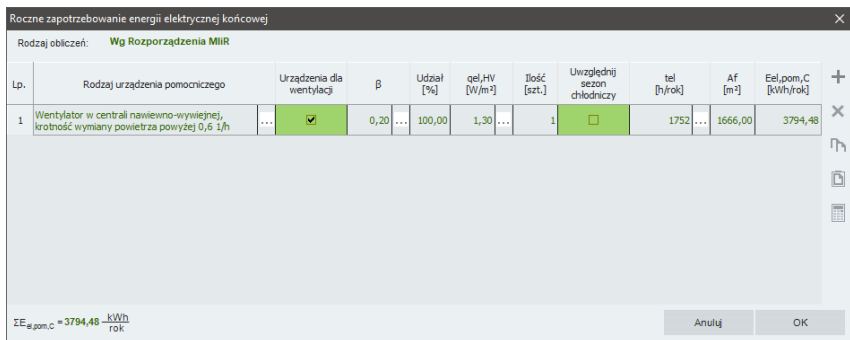 Roczne zapotrzebowanie energii elektrycznej końcowej
Rodzaj obliczeń: Wg Rozporządzenia MIiR
Lp. Rodzaj urządzenia pomocniczego Urządzenia dla wentylacji β Udział [%] qel,HV [W/m²] Ilość [szt.] Uwzględnij sezon chłodniczy tel [h/rok] Af [m²] Eel,pom,C [kWh/rok]
1 Wentylator w centrali nawiewno-wywiejnej, krotność wymiany powietrza powyżej 0,6 1/h ... 0,20 ... 100,00 1,30 ... 1 1752 ... 1666,00 3794,48
ΣEel,pom,C = 3794,48 kWh/rok
Anuluj OK